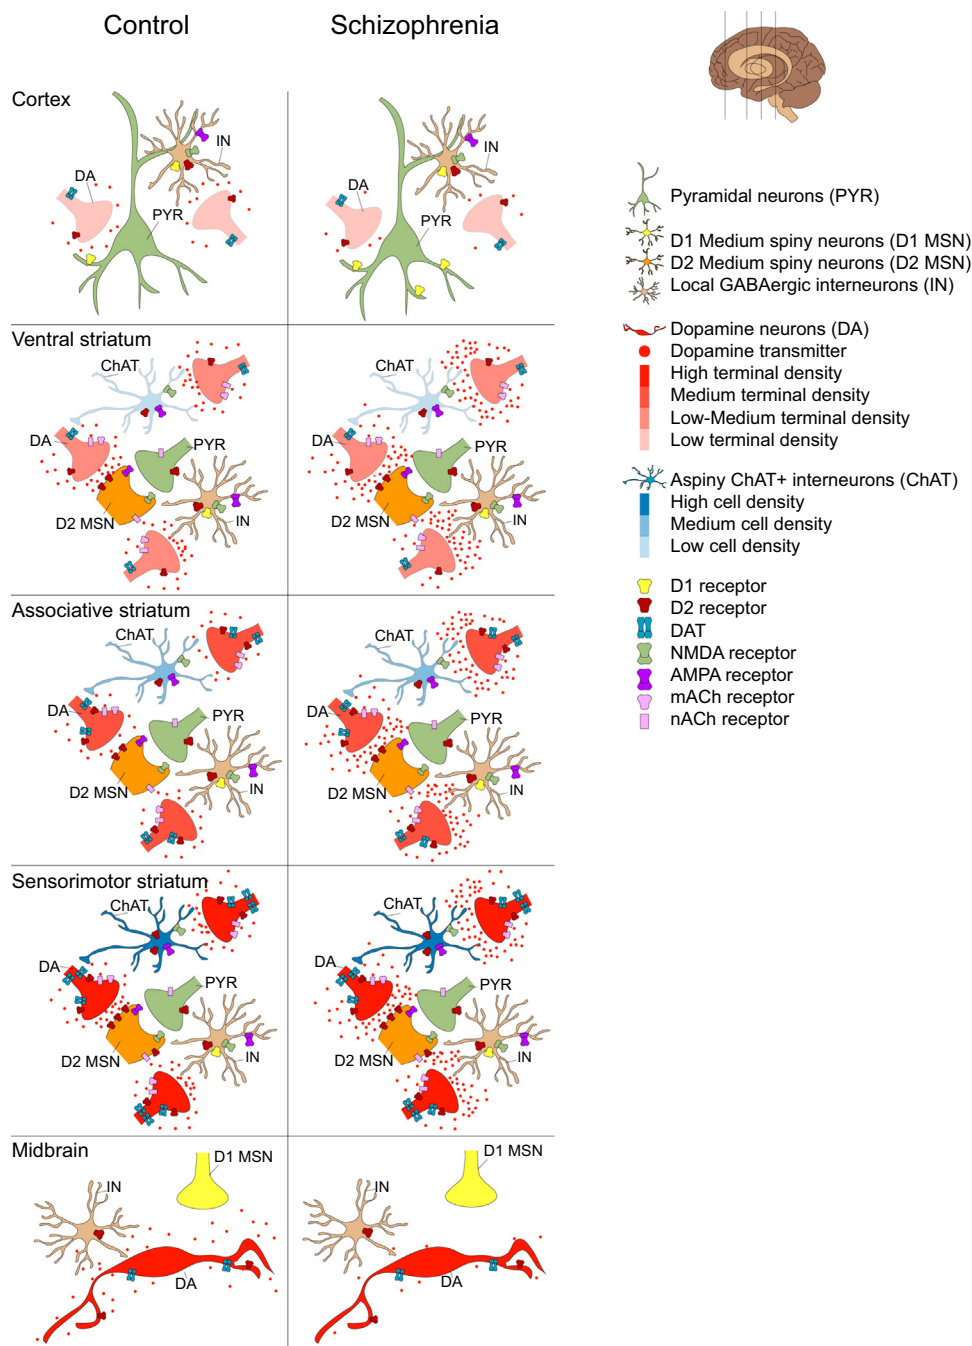 Control
Schizophrenia
Cortex
IN
DA
PYR
IN
DA
PYR
Ventral striatum
ChAT
DA
PYR
D2 MSN
IN
ChAT
DA
PYR
D2 MSN
IN
Associative striatum
ChAT
DA
PYR
D2 MSN
IN
ChAT
DA
PYR
D2 MSN
IN
Sensorimotor striatum
ChAT
DA
PYR
D2 MSN
IN
ChAT
DA
PYR
D2 MSN
IN
Midbrain
D1 MSN
IN
DA
D1 MSN
IN
DA
Pyramidal neurons (PYR)
D1 Medium spiny neurons (D1 MSN)
D2 Medium spiny neurons (D2 MSN)
Local GABAergic interneurons (IN)
Dopamine neurons (DA)
Dopamine transmitter
High terminal density
Medium terminal density
Low-Medium terminal density
Low terminal density
Aspiny ChAT+ interneurons (ChAT)
High cell density
Medium cell density
Low cell density
D1 receptor
D2 receptor
DAT
NMDA receptor
AMPA receptor
mACh receptor
nACh receptor